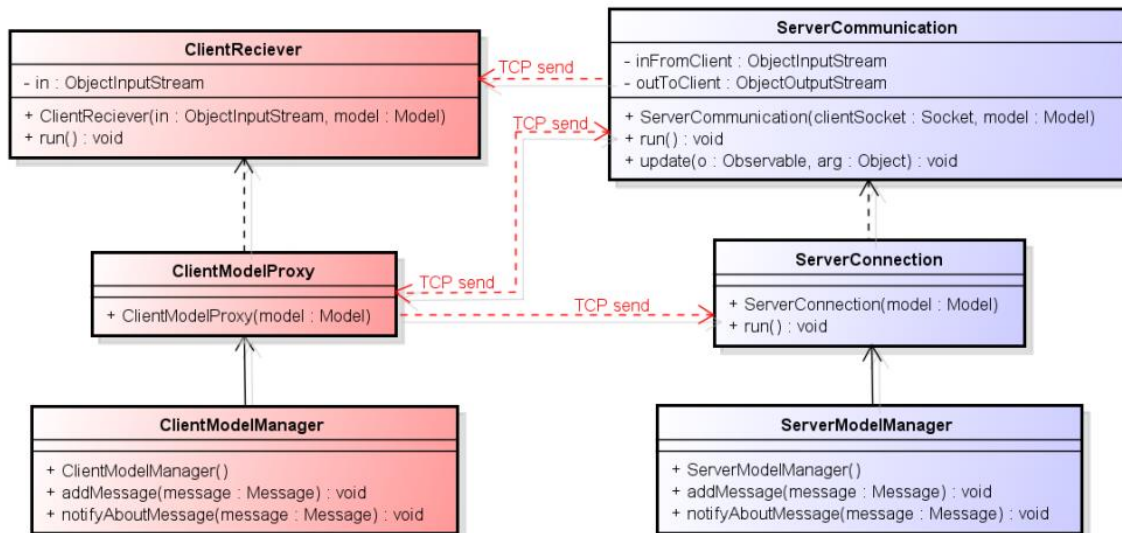 ClientReciever
- in : ObjectInputStream
+ ClientReciever(in : ObjectInputStream, model : Model)
+ run() : void
ServerCommunication
- inFromClient : ObjectInputStream
- outToClient : ObjectOutputStream
+ ServerCommunication(clientSocket : Socket, model : Model)
+ run() : void
+ update(o : Observable, arg : Object) : void
TCP send
TCP send
ClientModelProxy
+ ClientModelProxy(model : Model)
TCP send
TCP send
ServerConnection
+ ServerConnection(model : Model)
+ run() : void
ClientModelManager
+ ClientModelManager()
+ addMessage(message : Message) : void
+ notifyAboutMessage(message : Message) : void
ServerModelManager
+ ServerModelManager()
+ addMessage(message : Message) : void
+ notifyAboutMessage(message : Message) : void